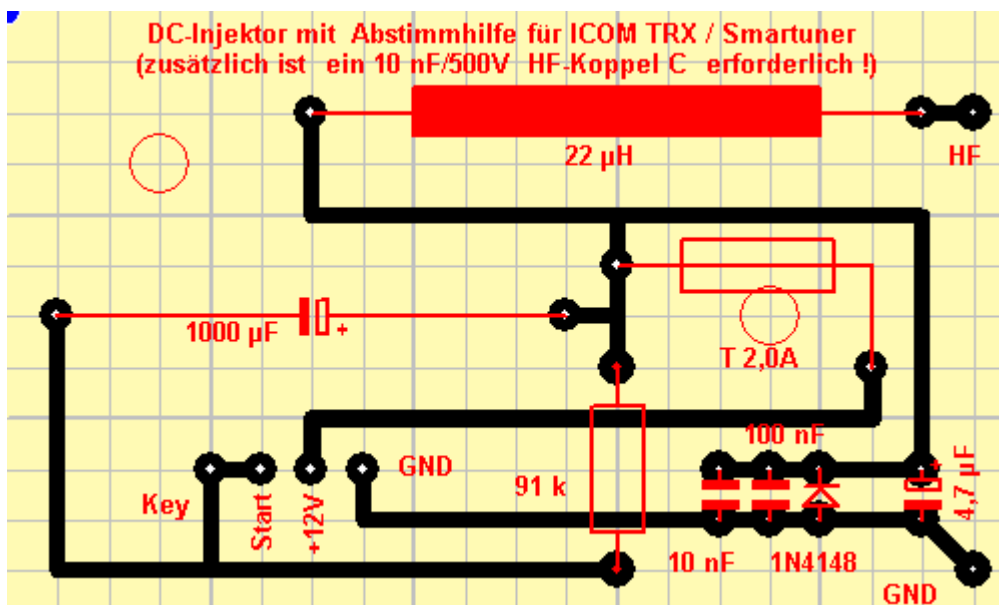 DC-Injektor mit Abstimmhilfe für ICOM TRX / Smartuner
(zusätzlich ist ein 10 nF/500V HF-Koppel C erforderlich !)
22 µH
HF
1000 µF
+
T 2,0A
100 nF
GND
91 k
+
4,7 µF
Key
Start
+12V
10 nF
1N4148
GND